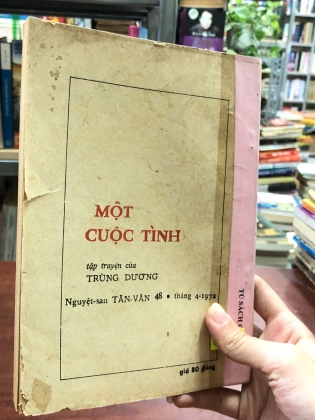 MỘT
CUỘC TÌNH
tập truyện của
TRÙNG DƯƠNG
Nguyệt-san TÂN-VĂN 48 • tháng 4-1972
giá 80 đồng
TỦ SÁCH